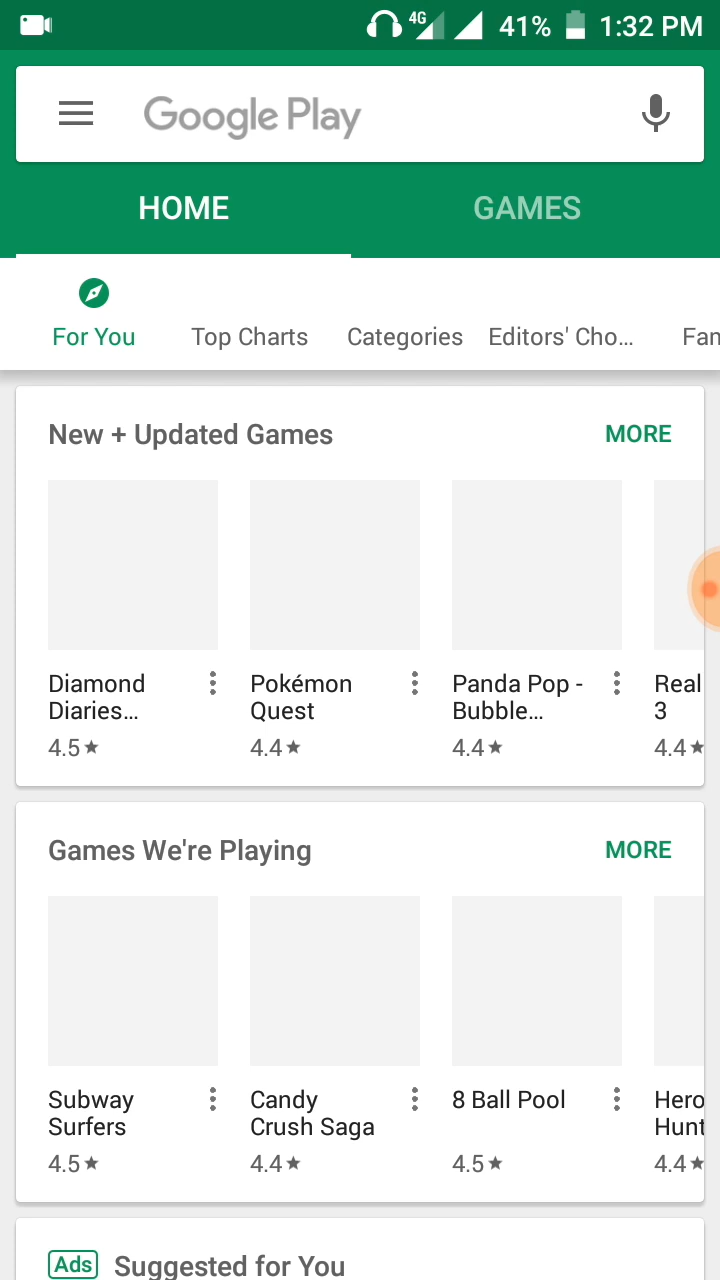 4G 41% 1:32 PM
Google Play
HOME GAMES
For You Top Charts Categories Editors' Cho... Fan
New + Updated Games MORE
Diamond Pokémon Panda Pop - Real
Diaries... Quest Bubble... 3
4.5★ 4.4★ 4.4★ 4.4★
Games We're Playing MORE
Subway Candy 8 Ball Pool Hero
Surfers Crush Saga Hunt
4.5★ 4.4★ 4.5★ 4.4★
Ads Suggested for You